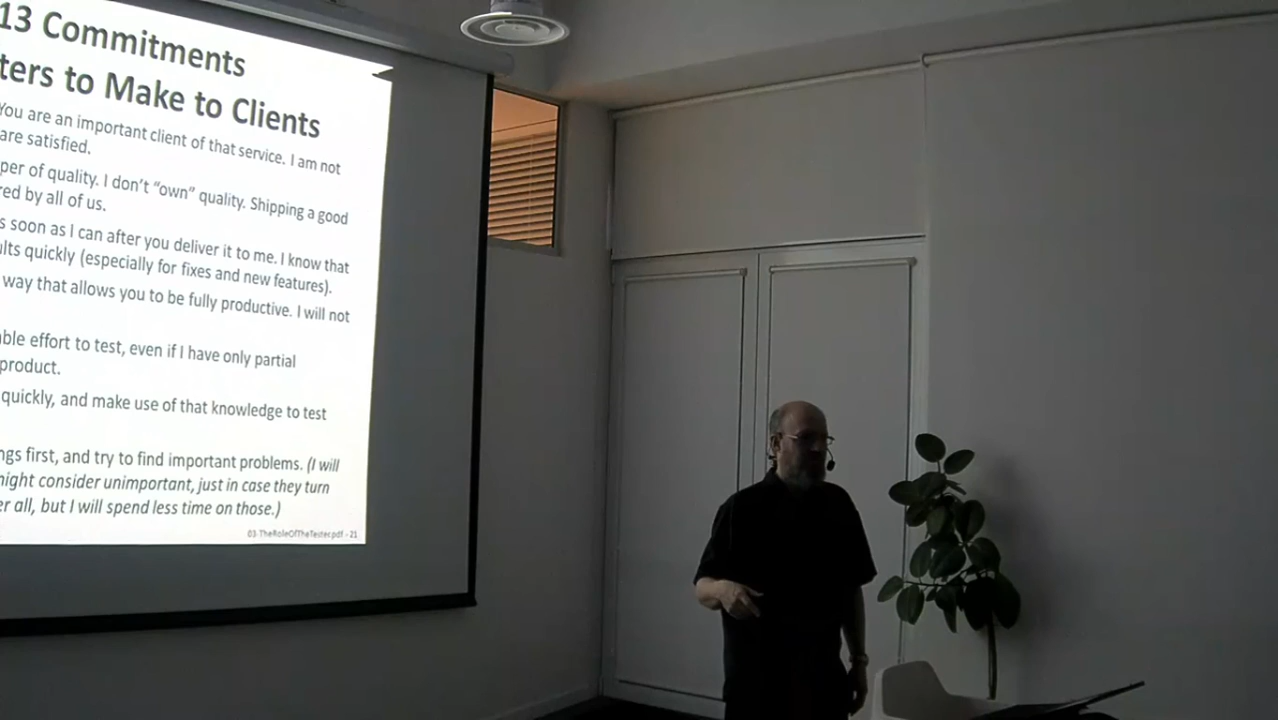 13 Commitments
ters to Make to Clients
You are an important client of that service. I am not
are satisfied.
per of quality. I don't “own” quality. Shipping a good
red by all of us.
s soon as I can after you deliver it to me. I know that
ults quickly (especially for fixes and new features).
way that allows you to be fully productive. I will not
ble effort to test, even if I have only partial
product.
quickly, and make use of that knowledge to test
ngs first, and try to find important problems. (I will
might consider unimportant, just in case they turn
er all, but I will spend less time on those.)
03-TheRoleOfTheTester.pdf - 21